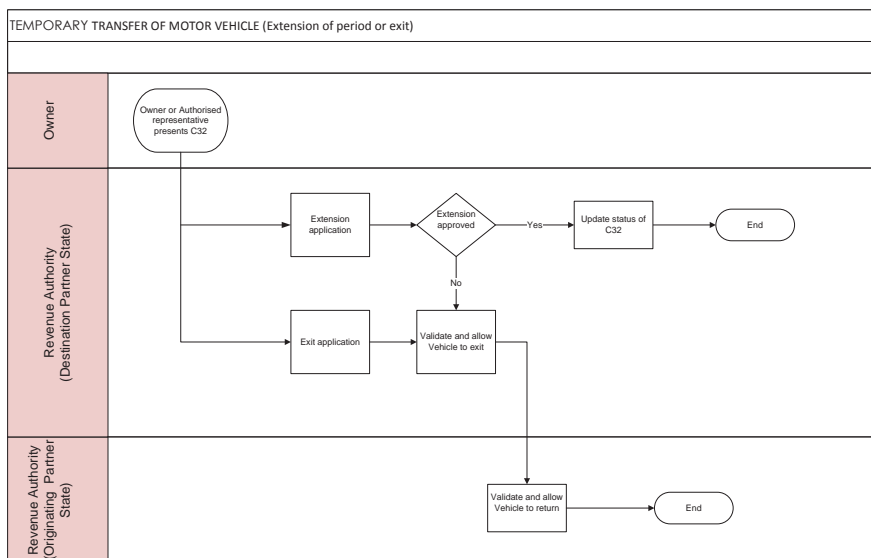 TEMPORARY TRANSFER OF MOTOR VEHICLE (Extension of period or exit)
Owner
Owner or Authorised
representative
presents C32
Revenue Authority
(Destination Partner State)
Extension
application
Extension
approved
Yes
Update status of
C32
End
No
Exit application
Validate and allow
Vehicle to exit
Revenue Authority
(Originating Partner
State)
Validate and allow
Vehicle to return
End